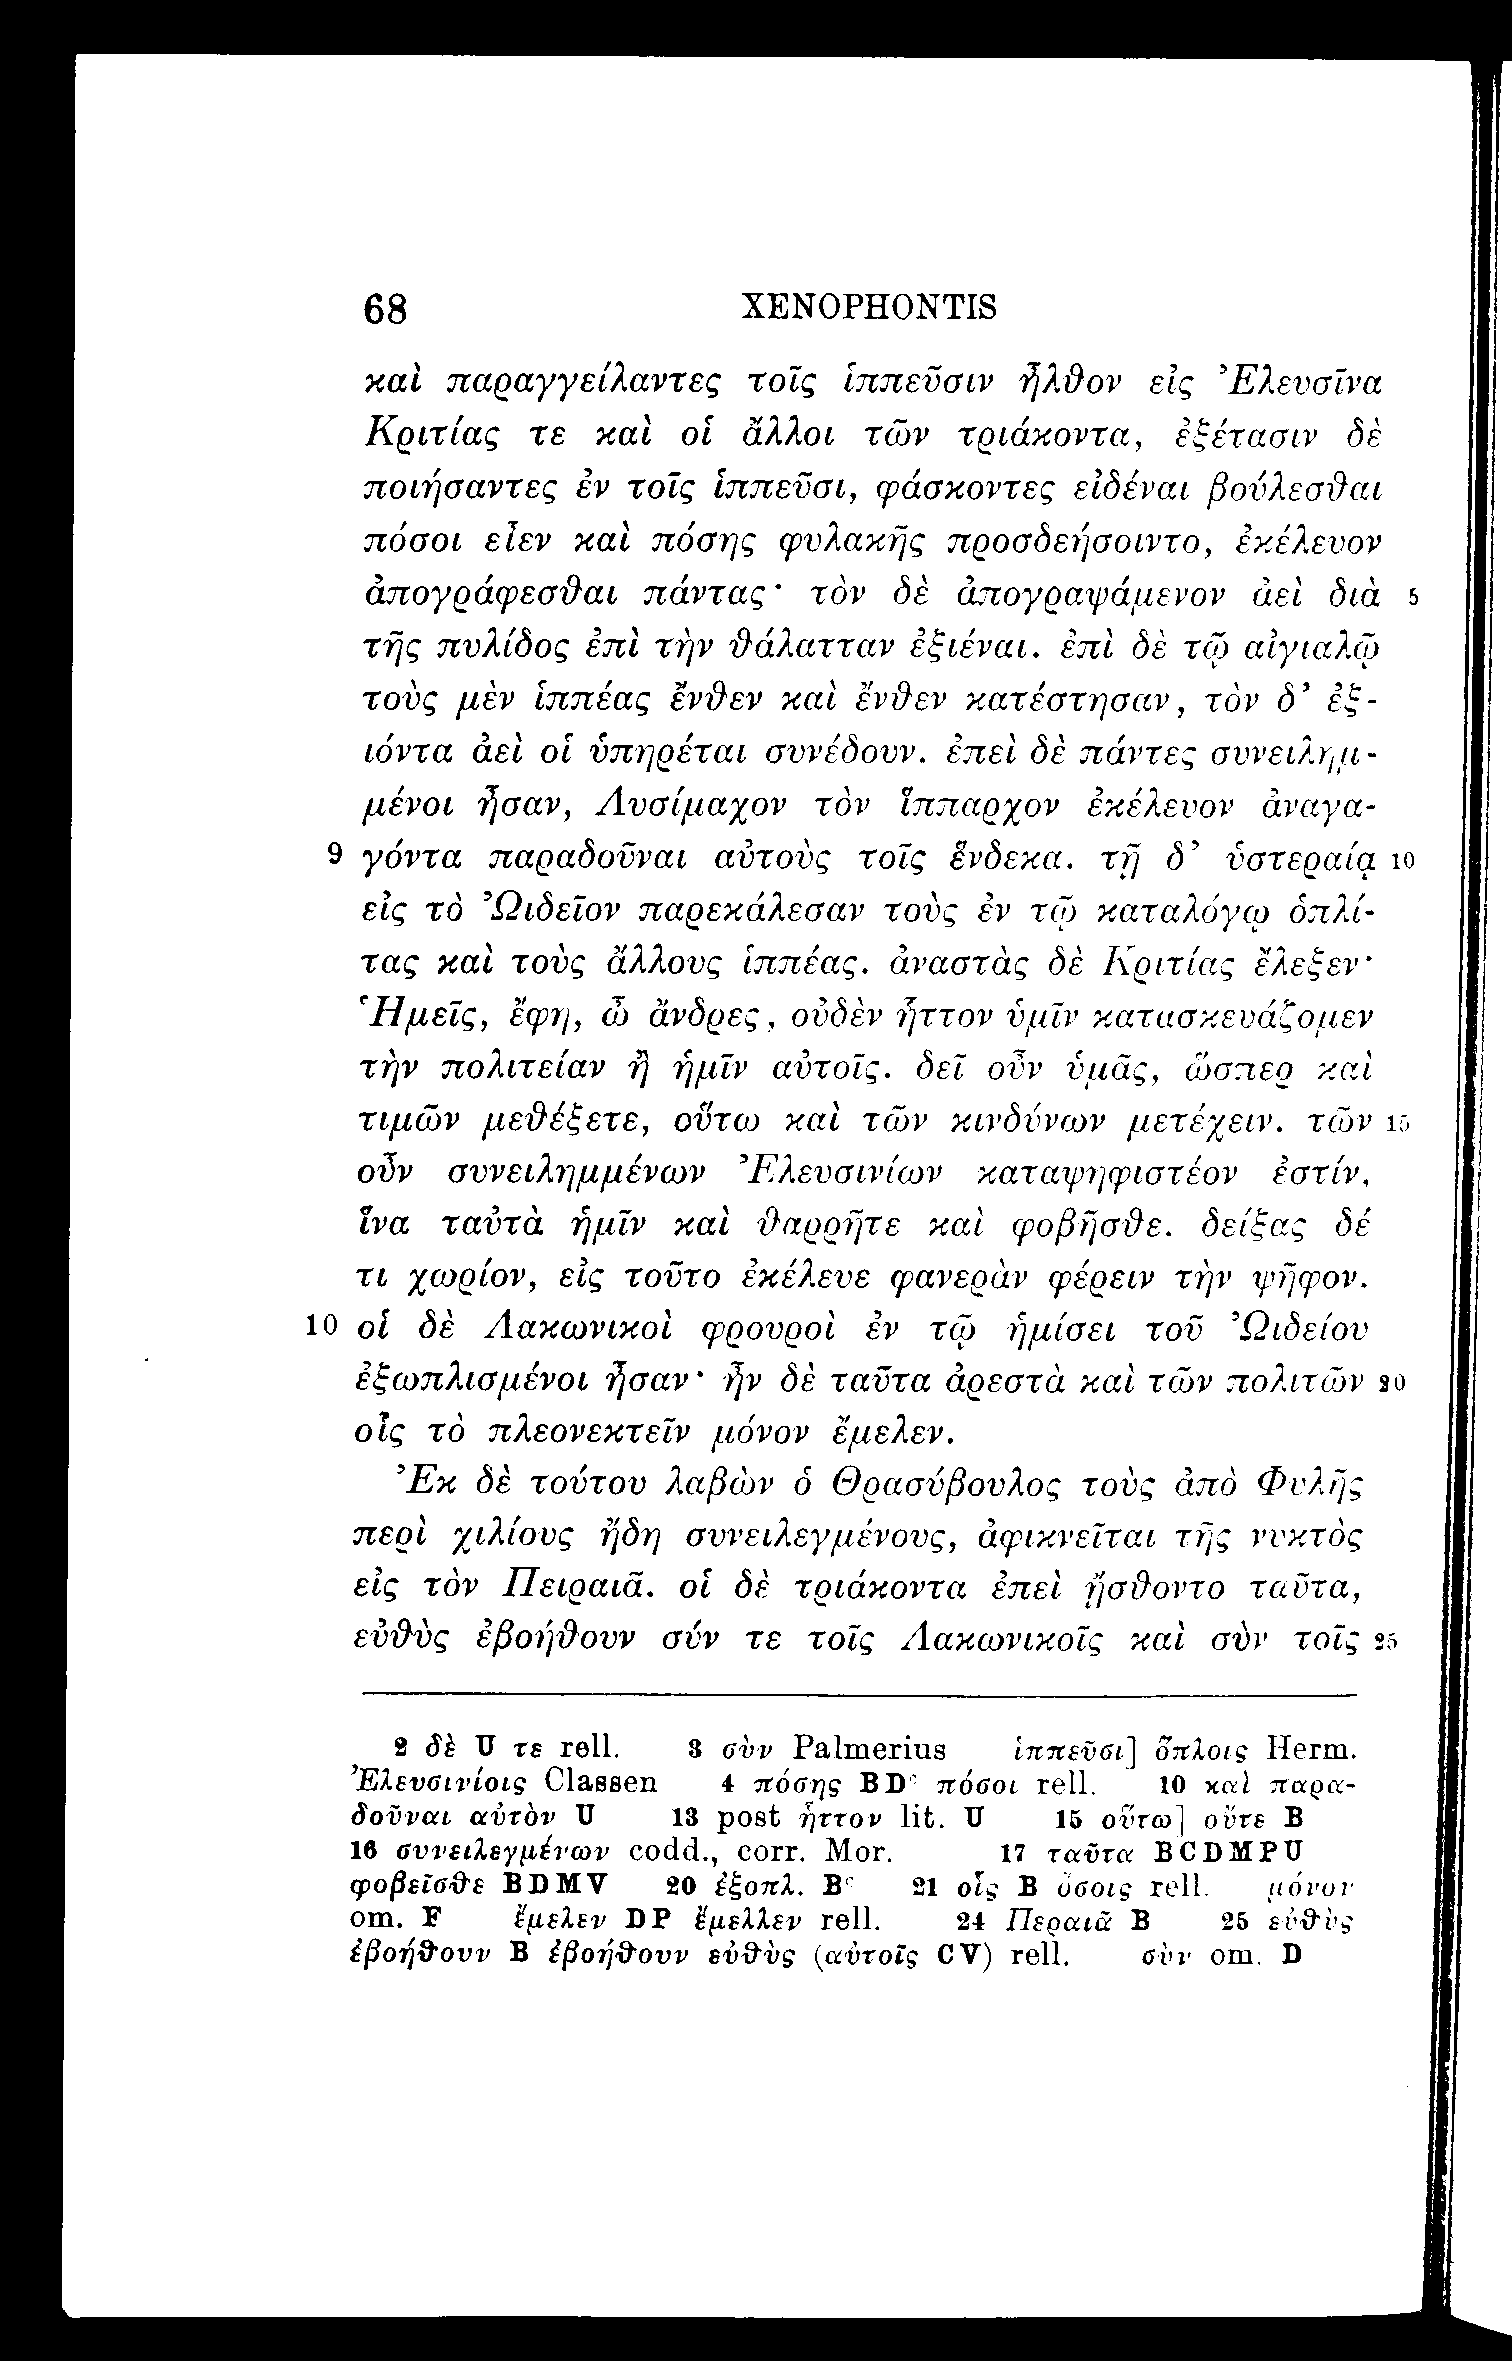 68 XENOPHONTIS
καὶ παραγγείλαντες τοῖς ἱππεῦσιν ἦλθον εἰς Ἐλευσῖνα
Κριτίας τε καὶ οἱ ἄλλοι τῶν τριάκοντα, ἐξέτασιν δὲ
ποιήσαντες ἐν τοῖς ἱππεῦσι, φάσκοντες εἰδέναι βούλεσθαι
πόσοι εἶεν καὶ πόσης φυλακῆς προσδεήσοιντο, ἐκέλευον
ἀπογράφεσθαι πάντας· τὸν δὲ ἀπογραψάμενον ἀεὶ διὰ 5
τῆς πυλίδος ἐπὶ τὴν θάλατταν ἐξιέναι. ἐπὶ δὲ τῷ αἰγιαλῷ
τοὺς μὲν ἱππέας ἔνθεν καὶ ἔνθεν κατέστησαν, τὸν δ’ ἐξ-
ιόντα ἀεὶ οἱ ὑπηρέται συνέδουν. ἐπεὶ δὲ πάντες συνειλημ-
μένοι ἦσαν, Λυσίμαχον τὸν ἵππαρχον ἐκέλευον ἀναγα-
9 γόντα παραδοῦναι αὐτοὺς τοῖς ἕνδεκα. τῇ δ’ ὑστεραίᾳ 10
εἰς τὸ Ὠιδεῖον παρεκάλεσαν τοὺς ἐν τῷ καταλόγῳ ὁπλί-
τας καὶ τοὺς ἄλλους ἱππέας. ἀναστὰς δὲ Κριτίας ἔλεξεν·
Ἡμεῖς, ἔφη, ὦ ἄνδρες, οὐδὲν ἧττον ὑμῖν κατασκευάζομεν
τὴν πολιτείαν ἢ ἡμῖν αὐτοῖς. δεῖ οὖν ὑμᾶς, ὥσπερ καὶ
τιμῶν μεθέξετε, οὕτω καὶ τῶν κινδύνων μετέχειν. τῶν 15
οὖν συνειλημμένων Ἐλευσινίων καταψηφιστέον ἐστίν,
ἵνα ταὐτὰ ἡμῖν καὶ θαρρῆτε καὶ φοβῆσθε. δείξας δέ
τι χωρίον, εἰς τοῦτο ἐκέλευε φανερὰν φέρειν τὴν ψῆφον.
10 οἱ δὲ Λακωνικοὶ φρουροὶ ἐν τῷ ἡμίσει τοῦ Ὠιδείου
ἐξωπλισμένοι ἦσαν· ἦν δὲ ταῦτα ἀρεστὰ καὶ τῶν πολιτῶν 20
οἷς τὸ πλεονεκτεῖν μόνον ἔμελεν.
Ἐκ δὲ τούτου λαβὼν ὁ Θρασύβουλος τοὺς ἀπὸ Φυλῆς
περὶ χιλίους ἤδη συνειλεγμένους, ἀφικνεῖται τῆς νυκτὸς
εἰς τὸν Πειραιᾶ. οἱ δὲ τριάκοντα ἐπεὶ ᾔσθοντο ταῦτα,
εὐθὺς ἐβοήθουν σύν τε τοῖς Λακωνικοῖς καὶ σὺν τοῖς 25
2 δὲ U τε rell. 3 σὺν Palmerius ἱππεῦσι] ὅπλοις Herm.
Ἐλευσινίοις Classen 4 πόσης BDᶜ πόσοι rell. 10 καὶ παρα-
δοῦναι αὐτὸν U 13 post ἧττον lit. U 15 οὕτω] οὔτε B
16 συνειλεγμένων codd., corr. Mor. 17 ταῦτα BCDMPU
φοβεῖσθε BDMV 20 ἐξοπλ. Bᶜ 21 οἷς B ὅσοις rell. μόνον
om. F ἔμελεν DP ἔμελλεν rell. 24 Περαιᾶ B 25 εὐθὺς
ἐβοήθουν B ἐβοήθουν εὐθὺς (αὐτοῖς CV) rell. σὺν om. D